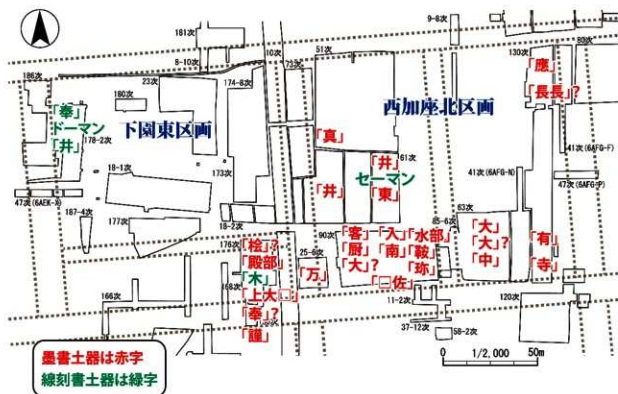 181次
8-10次
10次
73次
51次
9-8次
130次
80次
186次
23次
174-8次
160次
下園東区画
西加座北区画
「應」
「長長」?
「奉」
ドーマン
「井」
178-2次
「真」
「井」
61次
セーマン
「東」
「井」
41次(6AFG-F)
41次(6AFG-N)
47次(6AFG-P)
47次(6AEK-X)
18-1次
173次
187-4次
177次
18-2次
176次
「桧」?
「殿部」
「木」
「上大□」
「奉」?
「謹」
168次
166次
25-6次
「万」
90次
「客」
「厨」
「大」?
「入」
「南」
「□佐」
「水部」
「鞍」
「珎」
63次
「大」
「大」?
「中」
「有」
「寺」
11-2次
37-12次
58-2次
120次
墨書土器は赤字
線刻書土器は緑字
0 1/2,000 50m